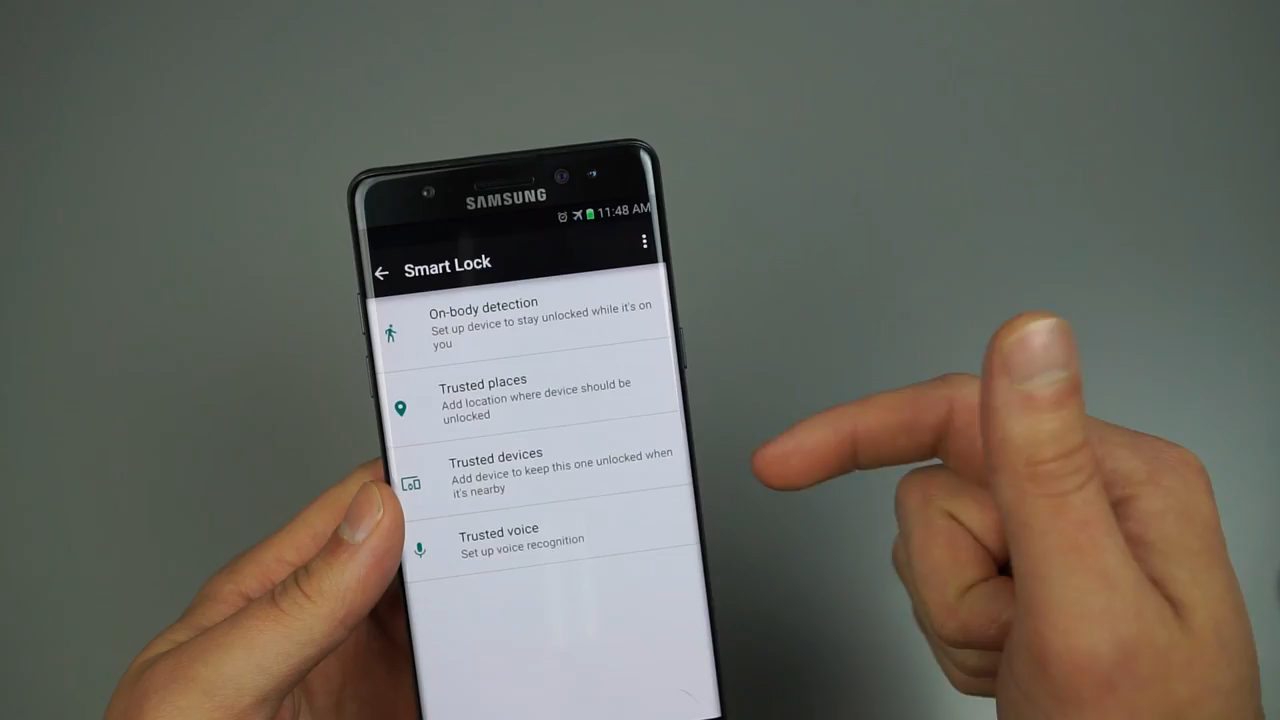 SAMSUNG
11:48 AM
Smart Lock
On-body detection
Set up device to stay unlocked while it's on
you
Trusted places
Add location where device should be
unlocked
Trusted devices
Add device to keep this one unlocked when
it's nearby
Trusted voice
Set up voice recognition